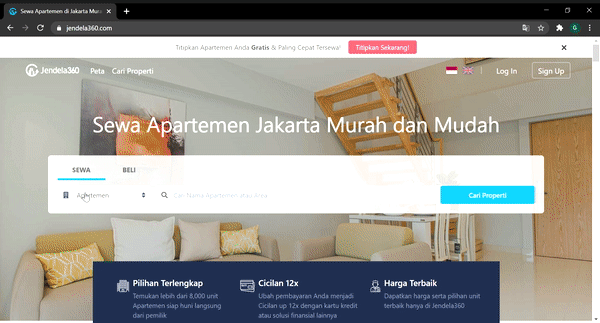 Sewa Apartemen di Jakarta Mura
jendela360.com
G
Titipkan Apartemen Anda Gratis & Paling Cepat Tersewa!
Titipkan Sekarang!
Jendela360
Peta
Cari Properti
Log In
Sign Up
Sewa Apartemen Jakarta Murah dan Mudah
SEWA
BELI
Apartemen
Cari Nama Apartemen atau Area
Cari Properti
Pilihan Terlengkap
Temukan lebih dari 8,000 unit
Apartemen siap huni langsung
dari pemilik
Cicilan 12x
Ubah pembayaran Anda menjadi
Cicilan up 12x dengan kartu kredit
atau solusi finansial lainnya
Harga Terbaik
Dapatkan harga serta pilihan unit
terbaik hanya di Jendela360